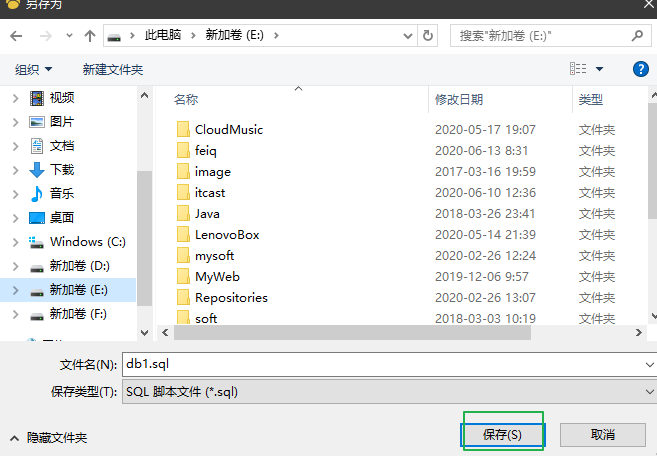 另存为
此电脑 › 新加卷 (E:) ›
搜索"新加卷 (E:)"
组织 新建文件夹
名称 修改日期 类型
视频
图片
文档
下载
音乐
桌面
Windows (C:)
新加卷 (D:)
新加卷 (E:)
新加卷 (F:)
CloudMusic 2020-05-17 19:07 文件夹
feiq 2020-06-13 8:31 文件夹
image 2017-03-16 19:59 文件夹
itcast 2020-06-10 12:36 文件夹
Java 2018-03-26 23:41 文件夹
LenovoBox 2020-05-14 21:39 文件夹
mysoft 2020-02-26 12:24 文件夹
MyWeb 2019-12-06 9:57 文件夹
Repositories 2020-02-26 13:07 文件夹
soft 2018-03-03 10:19 文件夹
文件名(N): db1.sql
保存类型(T): SQL 脚本文件 (*.sql)
隐藏文件夹 保存(S) 取消